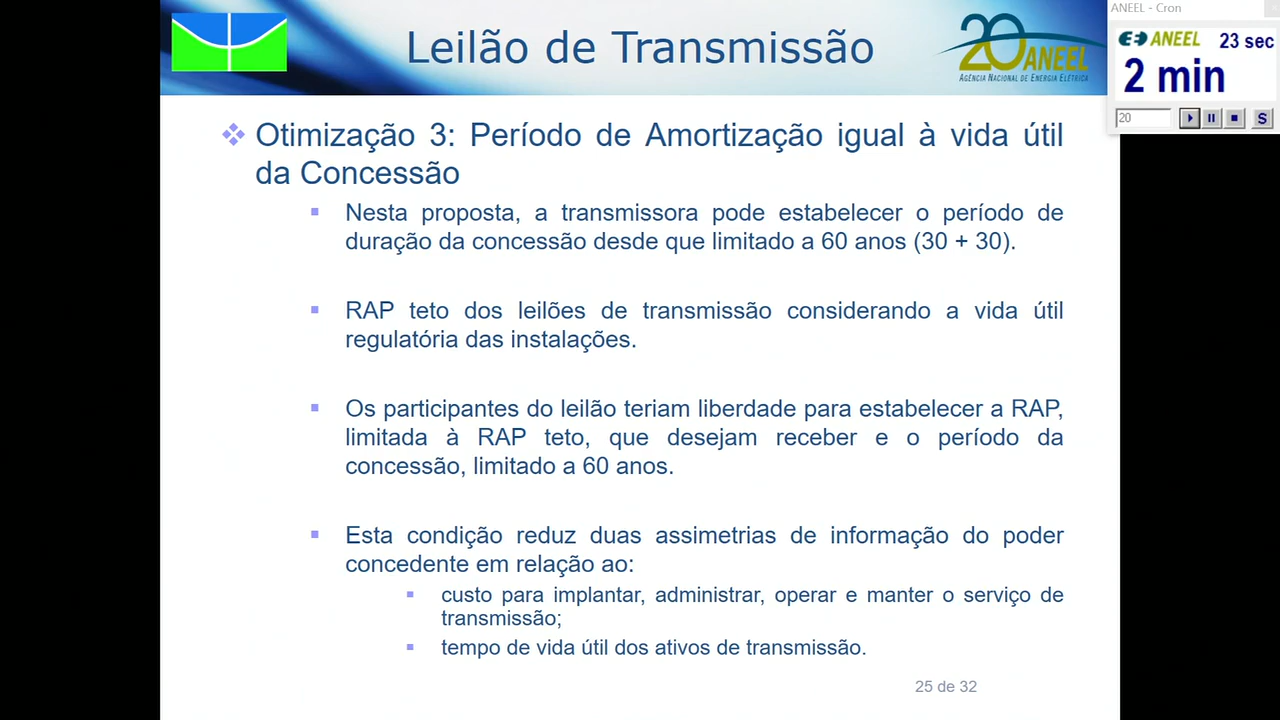 Leilão de Transmissão
20
ANEEL
AGÊNCIA NACIONAL DE ENERGIA ELÉTRICA
ANEEL - Cron
ANEEL
23 sec
2 min
20
S
Otimização 3: Período de Amortização igual à vida útil
da Concessão
Nesta proposta, a transmissora pode estabelecer o período de
duração da concessão desde que limitado a 60 anos (30 + 30).
RAP teto dos leilões de transmissão considerando a vida útil
regulatória das instalações.
Os participantes do leilão teriam liberdade para estabelecer a RAP,
limitada à RAP teto, que desejam receber e o período da
concessão, limitado a 60 anos.
Esta condição reduz duas assimetrias de informação do poder
concedente em relação ao:
custo para implantar, administrar, operar e manter o serviço de
transmissão;
tempo de vida útil dos ativos de transmissão.
25 de 32